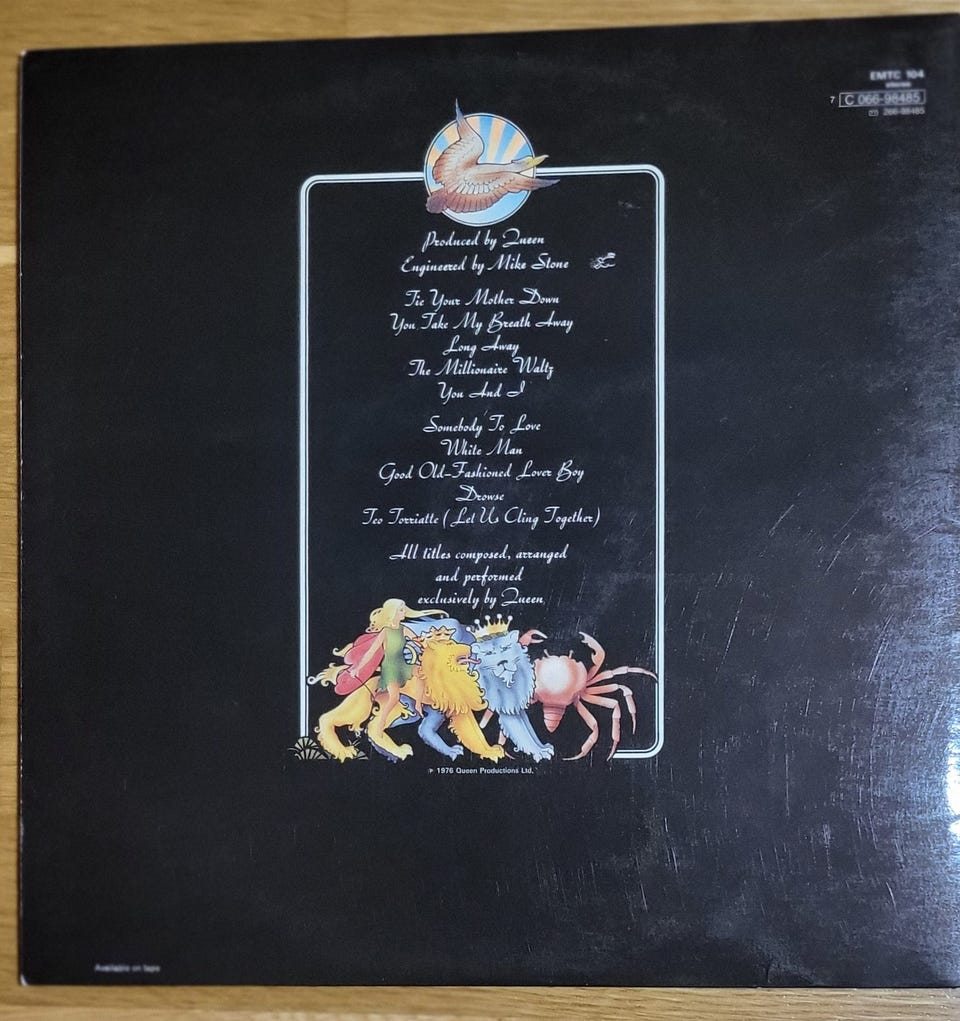 EMTC 104
stereo
7 C 066-98485
266-98485
Produced by Queen
Engineered by Mike Stone
Tie Your Mother Down
You Take My Breath Away
Long Away
The Millionaire Waltz
You And I
Somebody To Love
White Man
Good Old-Fashioned Lover Boy
Drowse
Teo Torriatte (Let Us Cling Together)
All titles composed, arranged
and performed
exclusively by Queen
℗ 1976 Queen Productions Ltd.
Available on tape